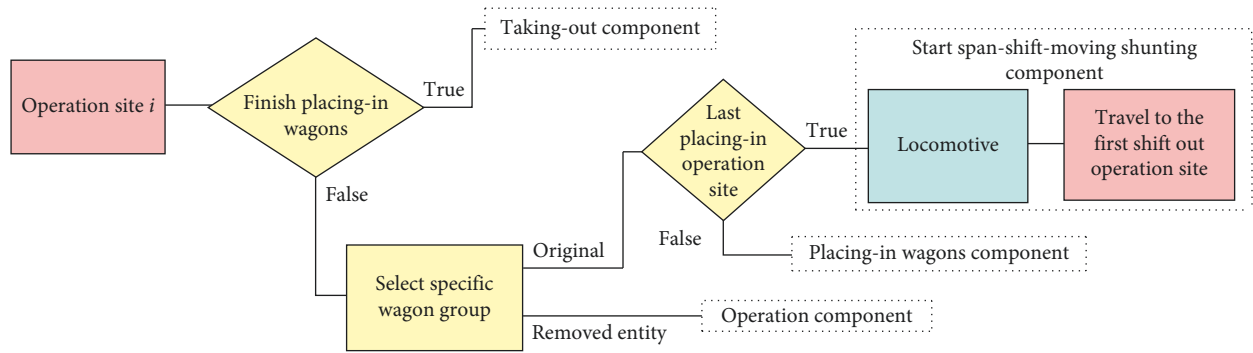 Operation site i
Finish placing-in
wagons
True
Taking-out component
False
Select specific
wagon group
Original
Removed entity
Operation component
Last
placing-in
operation
site
True
False
Placing-in wagons component
Start span-shift-moving shunting
component
Locomotive
Travel to the
first shift out
operation site